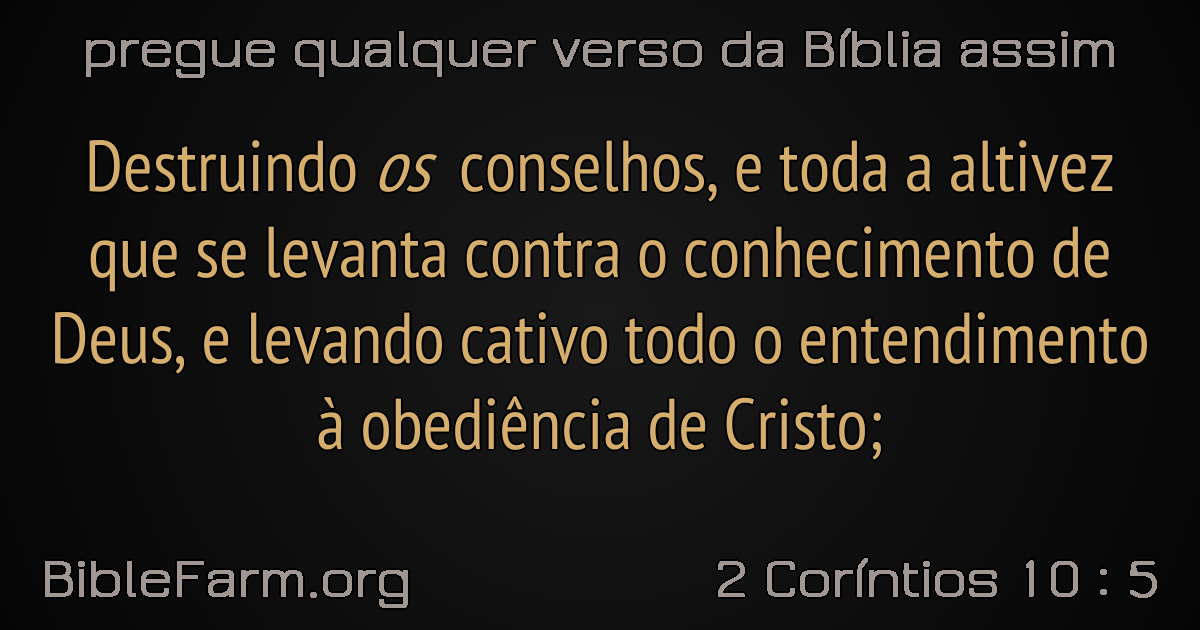 pregue qualquer verso da Bíblia assim
Destruindo os conselhos, e toda a altivez
que se levanta contra o conhecimento de
Deus, e levando cativo todo o entendimento
à obediência de Cristo;
BibleFarm.org
2 Coríntios 10 : 5